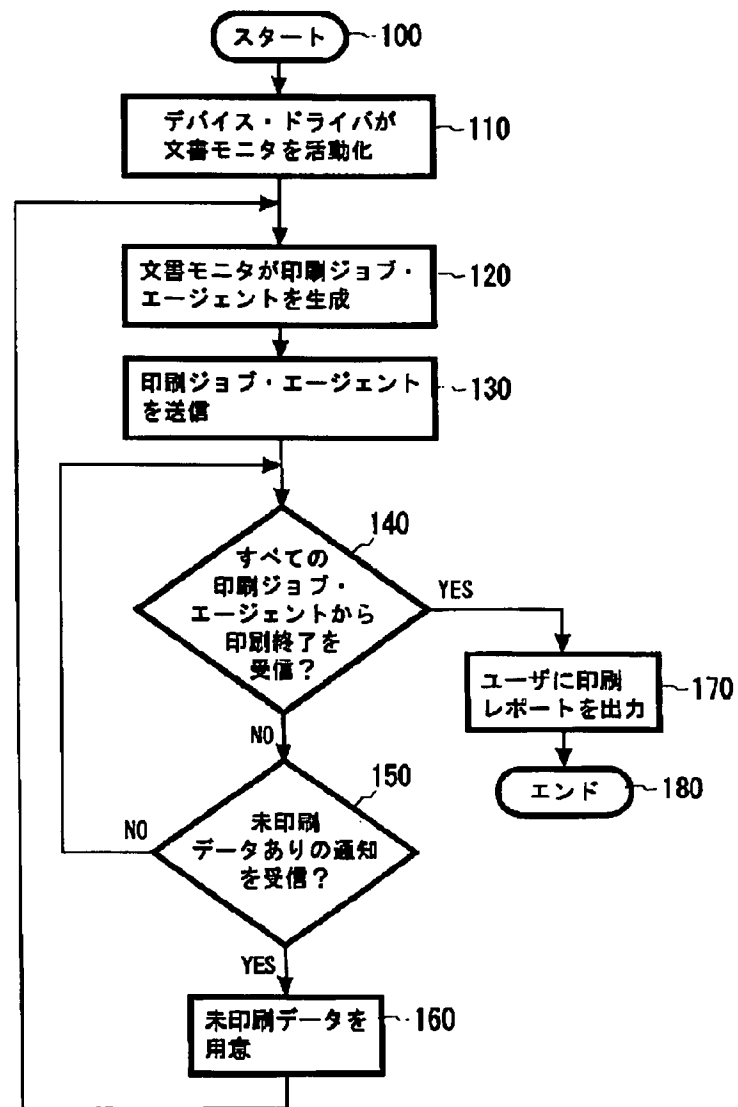 スタート
100
デバイス・ドライバが
文書モニタを活動化
110
文書モニタが印刷ジョブ・
エージェントを生成
120
印刷ジョブ・エージェント
を送信
130
140
すべての
印刷ジョブ・
エージェントから
印刷終了を
受信?
YES
NO
ユーザに印刷
レポートを出力
170
エンド
180
150
未印刷
データありの通知
を受信?
NO
YES
未印刷データを
用意
160